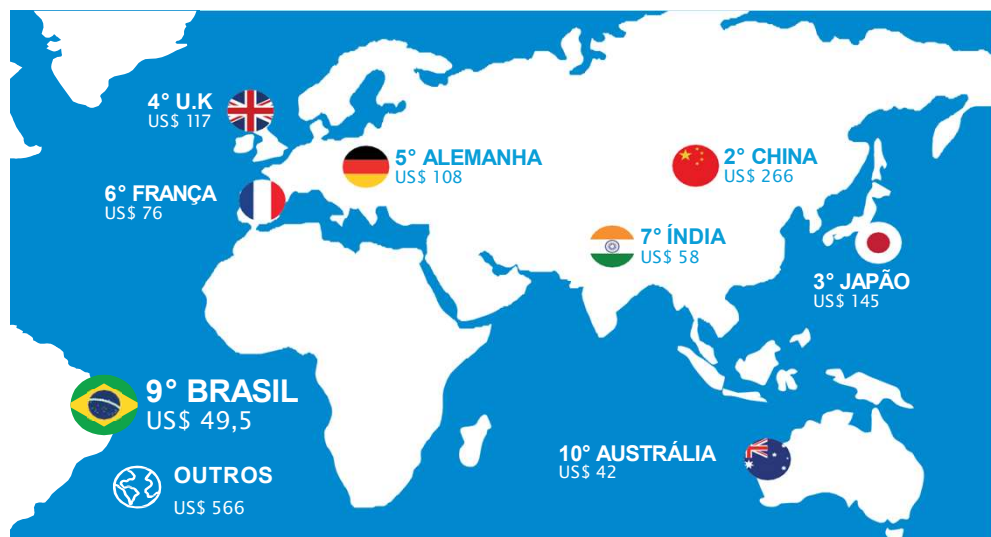 4° U.K
US$ 117
5° ALEMANHA
US$ 108
2° CHINA
US$ 266
6° FRANÇA
US$ 76
7° ÍNDIA
US$ 58
3° JAPÃO
US$ 145
9° BRASIL
US$ 49,5
10° AUSTRÁLIA
US$ 42
OUTROS
US$ 566